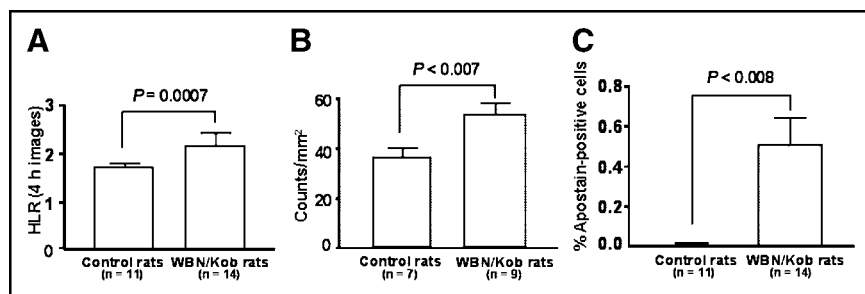 A
P = 0.0007
HLR (4 h images)
3
2
1
0
Control rats
(n = 11)
WBN/Kob rats
(n = 14)
B
P < 0.007
Counts/mm²
60
40
20
0
Control rats
(n = 7)
WBN/Kob rats
(n = 9)
C
P < 0.008
% Apostain-positive cells
0.8
0.6
0.4
0.2
0.0
Control rats
(n = 11)
WBN/Kob rats
(n = 14)